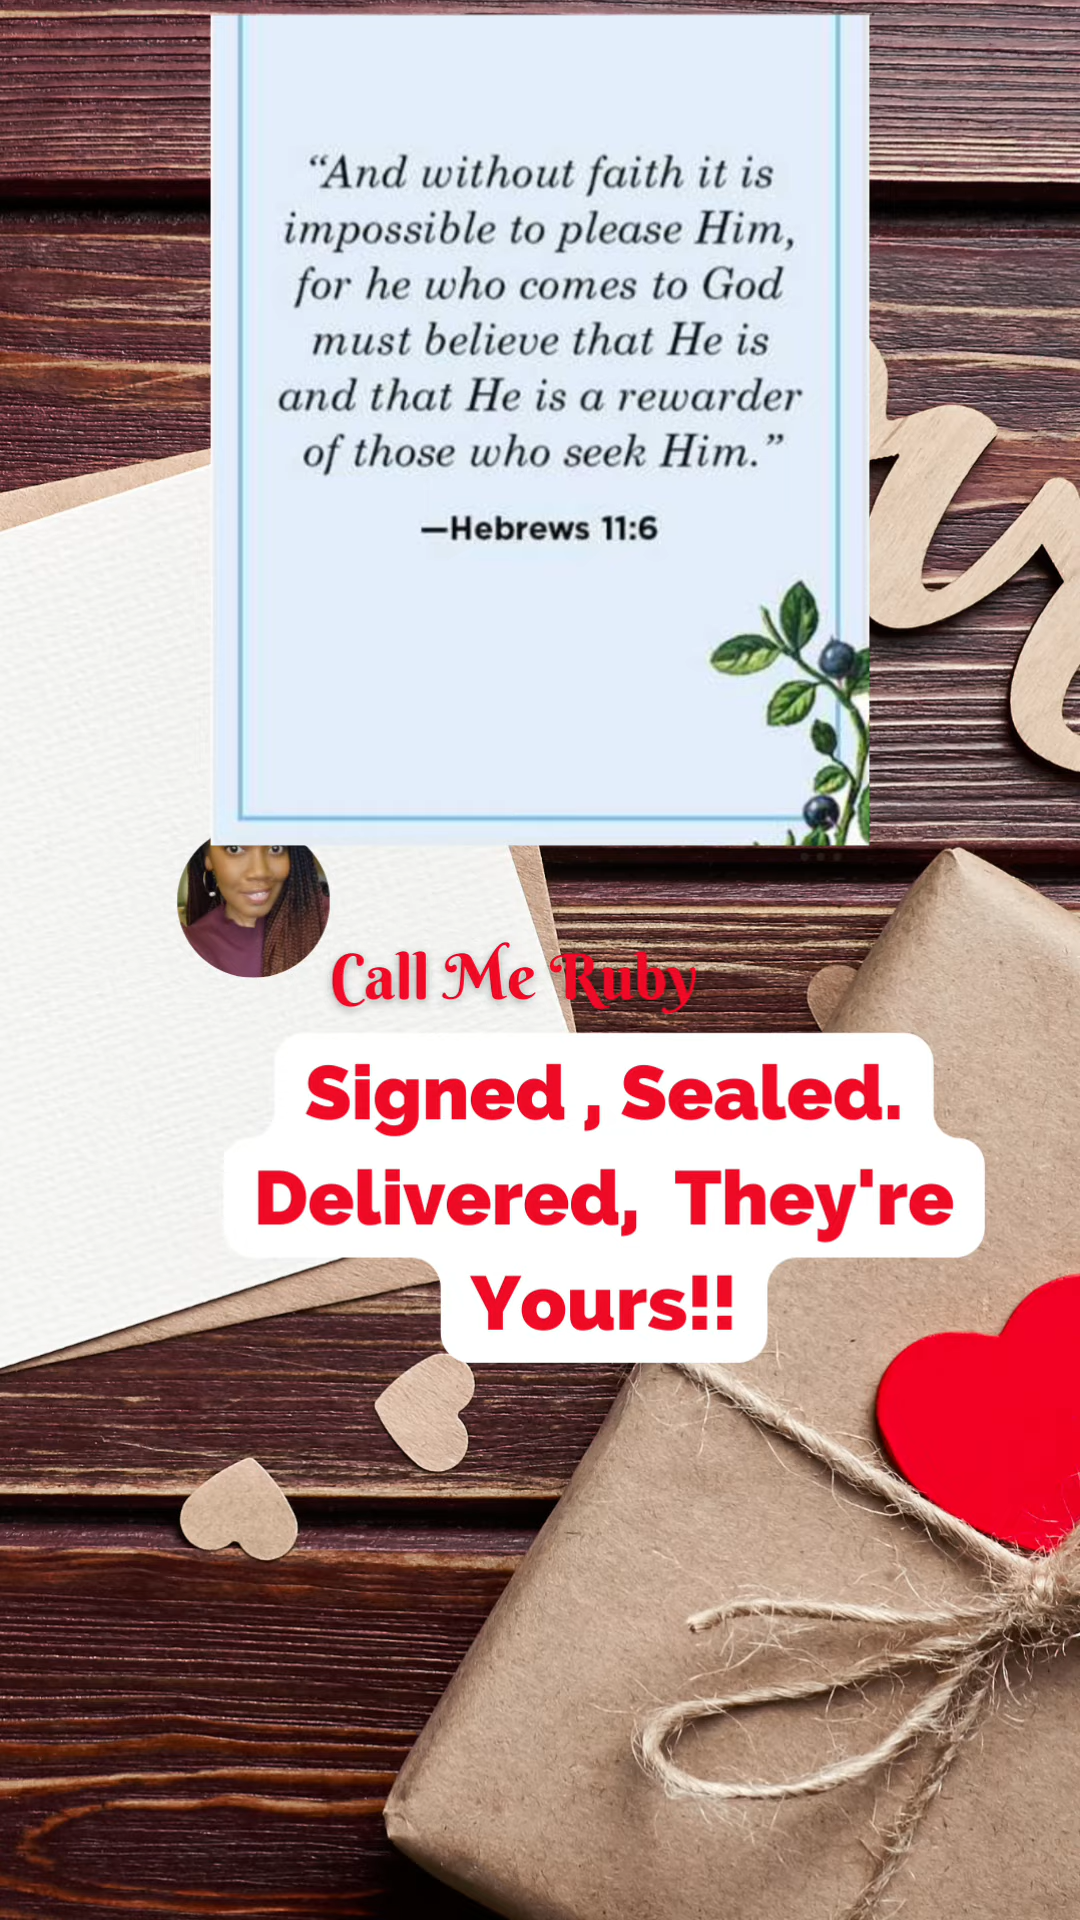 “And without faith it is
impossible to please Him,
for he who comes to God
must believe that He is
and that He is a rewarder
of those who seek Him.”
—Hebrews 11:6
Call Me Ruby
Signed , Sealed.
Delivered, They're
Yours!!